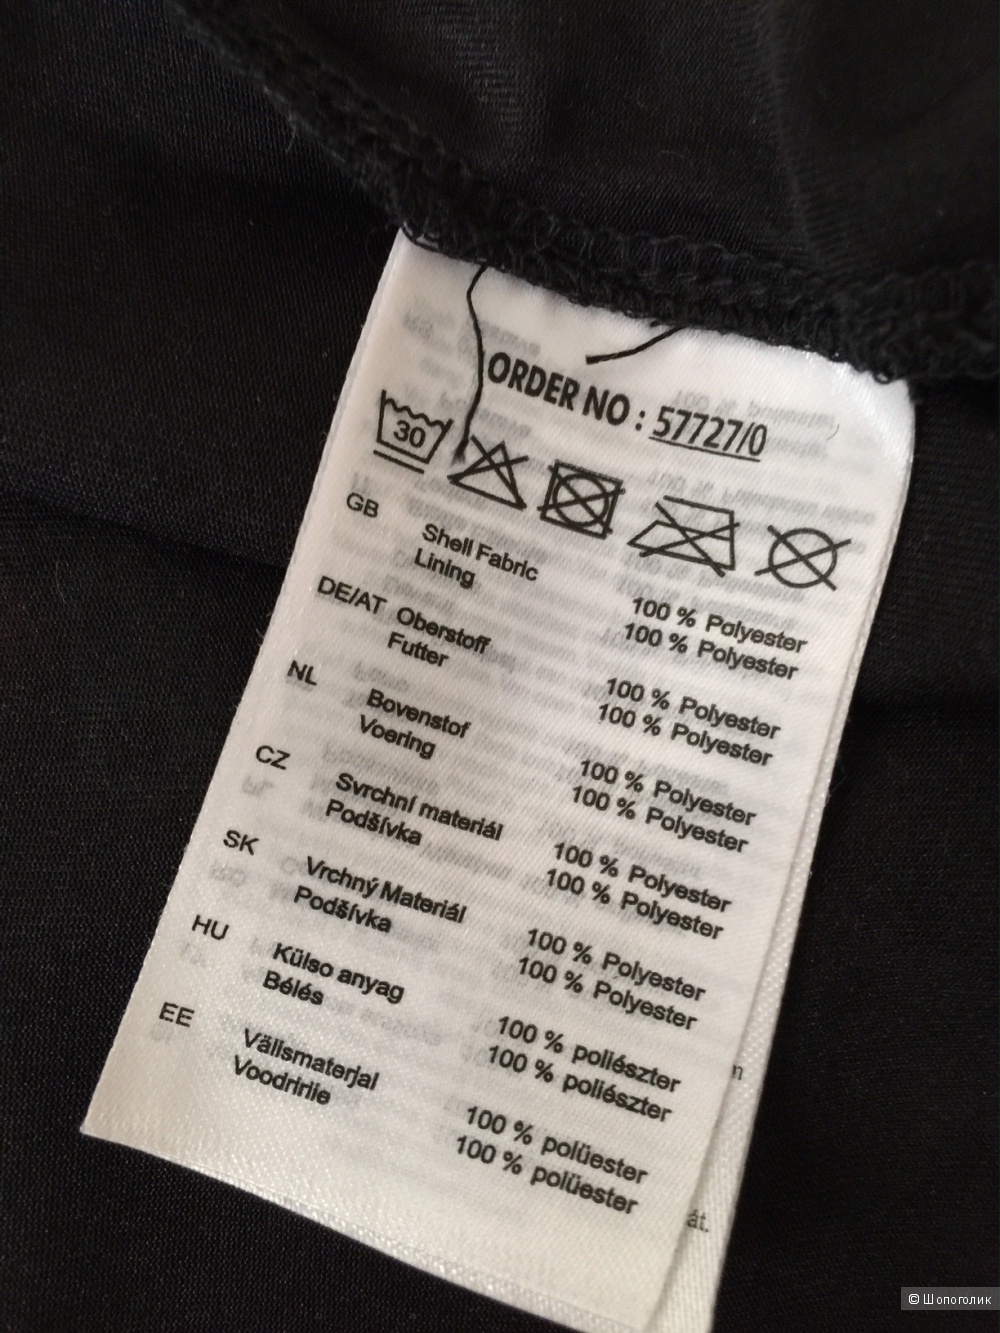 ORDER NO : 57727/0
30
GB
Shell Fabric 100 % Polyester
Lining 100 % Polyester
DE/AT Oberstoff 100 % Polyester
Futter 100 % Polyester
NL
Bovenstof 100 % Polyester
Voering 100 % Polyester
CZ
Svrchní materiál 100 % Polyester
Podšívka 100 % Polyester
SK
Vrchný Materiál 100 % Polyester
Podšívka 100 % Polyester
HU
Külso anyag 100 % poliészter
Bélés 100 % poliészter
EE
Välismaterjal 100 % polüester
Voodririie 100 % polüester
át.
© Шопоголик